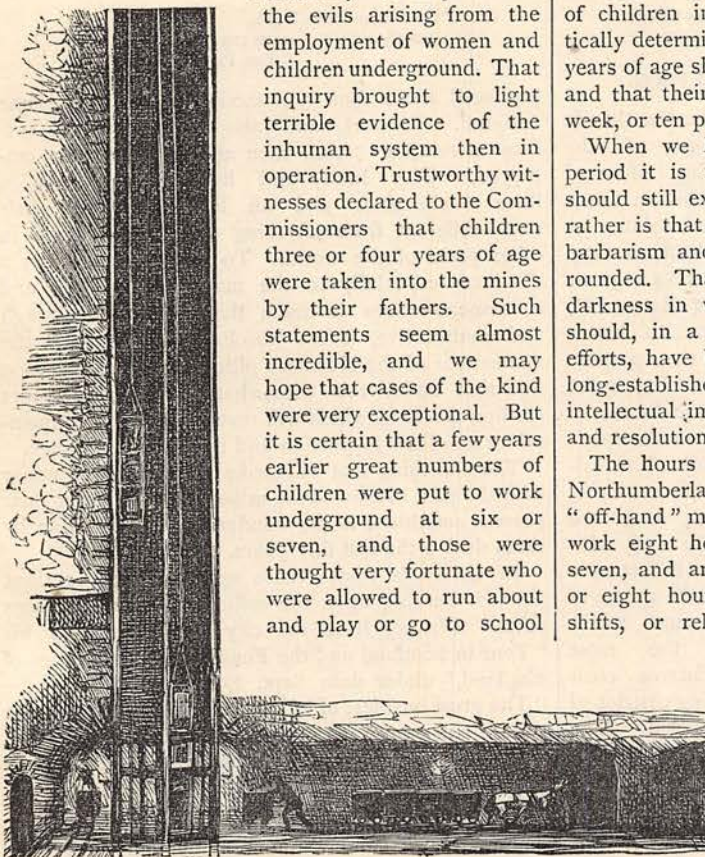 the evils arising from the
employment of women and
children underground. That
inquiry brought to light
terrible evidence of the
inhuman system then in
operation. Trustworthy wit-
nesses declared to the Com-
missioners that children
three or four years of age
were taken into the mines
by their fathers. Such
statements seem almost
incredible, and we may
hope that cases of the kind
were very exceptional. But
it is certain that a few years
earlier great numbers of
children were put to work
underground at six or
seven, and those were
thought very fortunate who
were allowed to run about
and play or go to school
of children in
tically determi
years of age
and that their
week, or ten p
When we
period it is
should still ex
rather is that
barbarism and
rounded. Tha
darkness in
should, in a
efforts, have
long-establishe
intellectual im
and resolution
The hours
Northumberla
“ off-hand ” m
work eight ho
seven, and
or eight hou
shifts, or rel